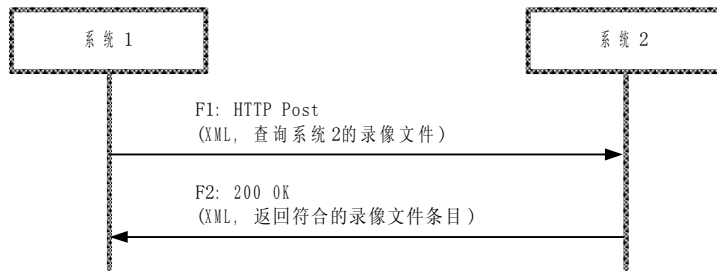 系统 1
系统 2
F1: HTTP Post
(XML, 查询系统 2的录像文件)
F2: 200 OK
(XML, 返回符合的录像文件条目)